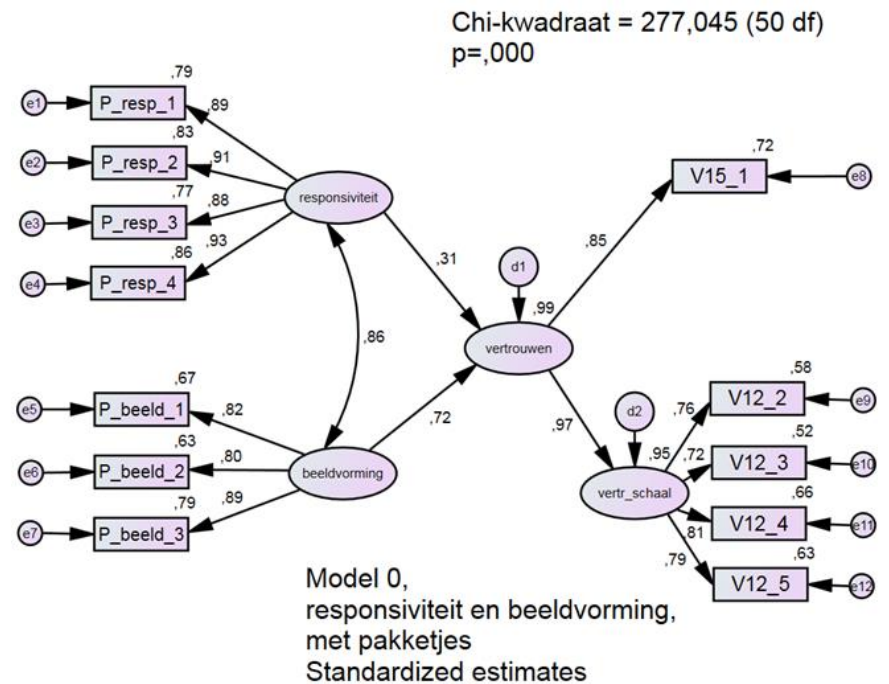 Chi-kwadraat = 277,045 (50 df)
p=,000
,79
e1
P_resp_1
,89
,83
e2
P_resp_2
,91
,77
e3
P_resp_3
,88
,86
e4
P_resp_4
,93
responsiviteit
,31
,86
,67
e5
P_beeld_1
,82
,63
e6
P_beeld_2
,80
,79
e7
P_beeld_3
,89
beeldvorming
,72
d1
,99
vertrouwen
,85
,72
V15_1
e8
,97
d2
,95
vertr_schaal
,76
,58
V12_2
e9
,72
,52
V12_3
e10
,81
,66
V12_4
e11
,79
,63
V12_5
e12
Model 0,
responsiviteit en beeldvorming,
met pakketjes
Standardized estimates